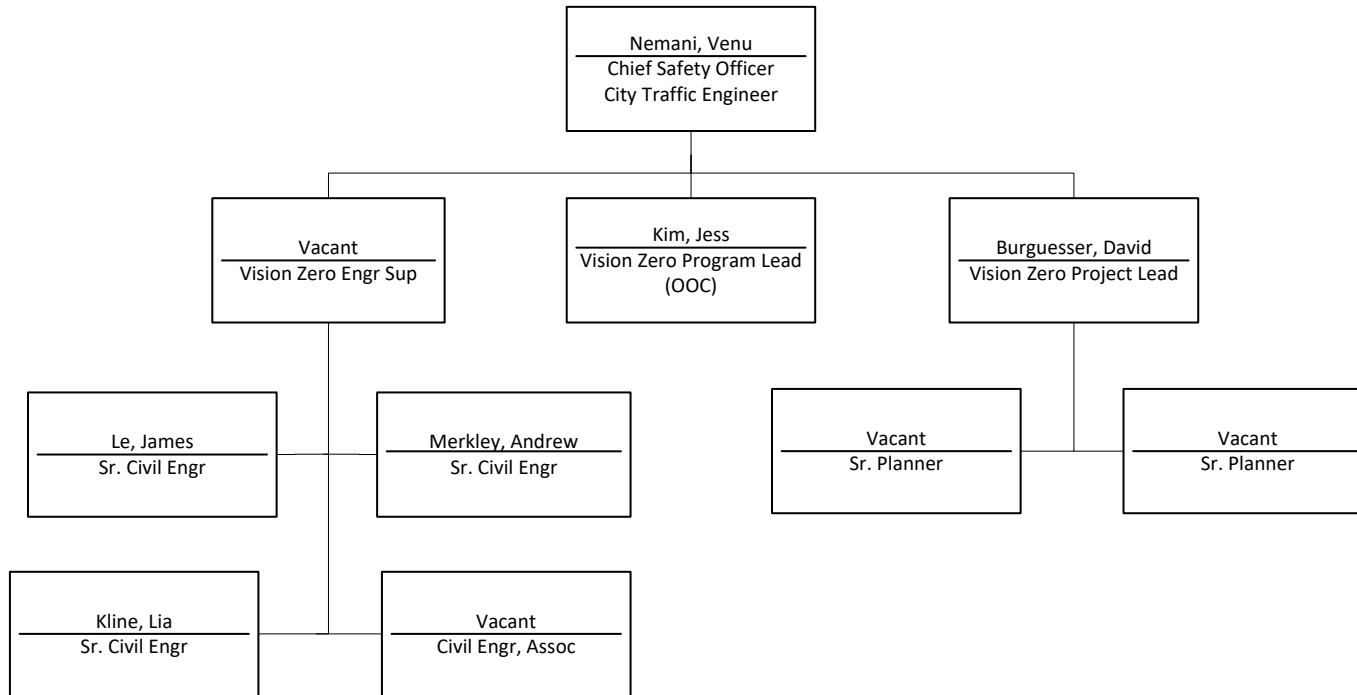 Nemani, Venu
Chief Safety Officer
City Traffic Engineer
Vacant
Vision Zero Engr Sup
Kim, Jess
Vision Zero Program Lead
(OOC)
Burguesser, David
Vision Zero Project Lead
Le, James
Sr. Civil Engr
Merkley, Andrew
Sr. Civil Engr
Vacant
Sr. Planner
Vacant
Sr. Planner
Kline, Lia
Sr. Civil Engr
Vacant
Civil Engr, Assoc